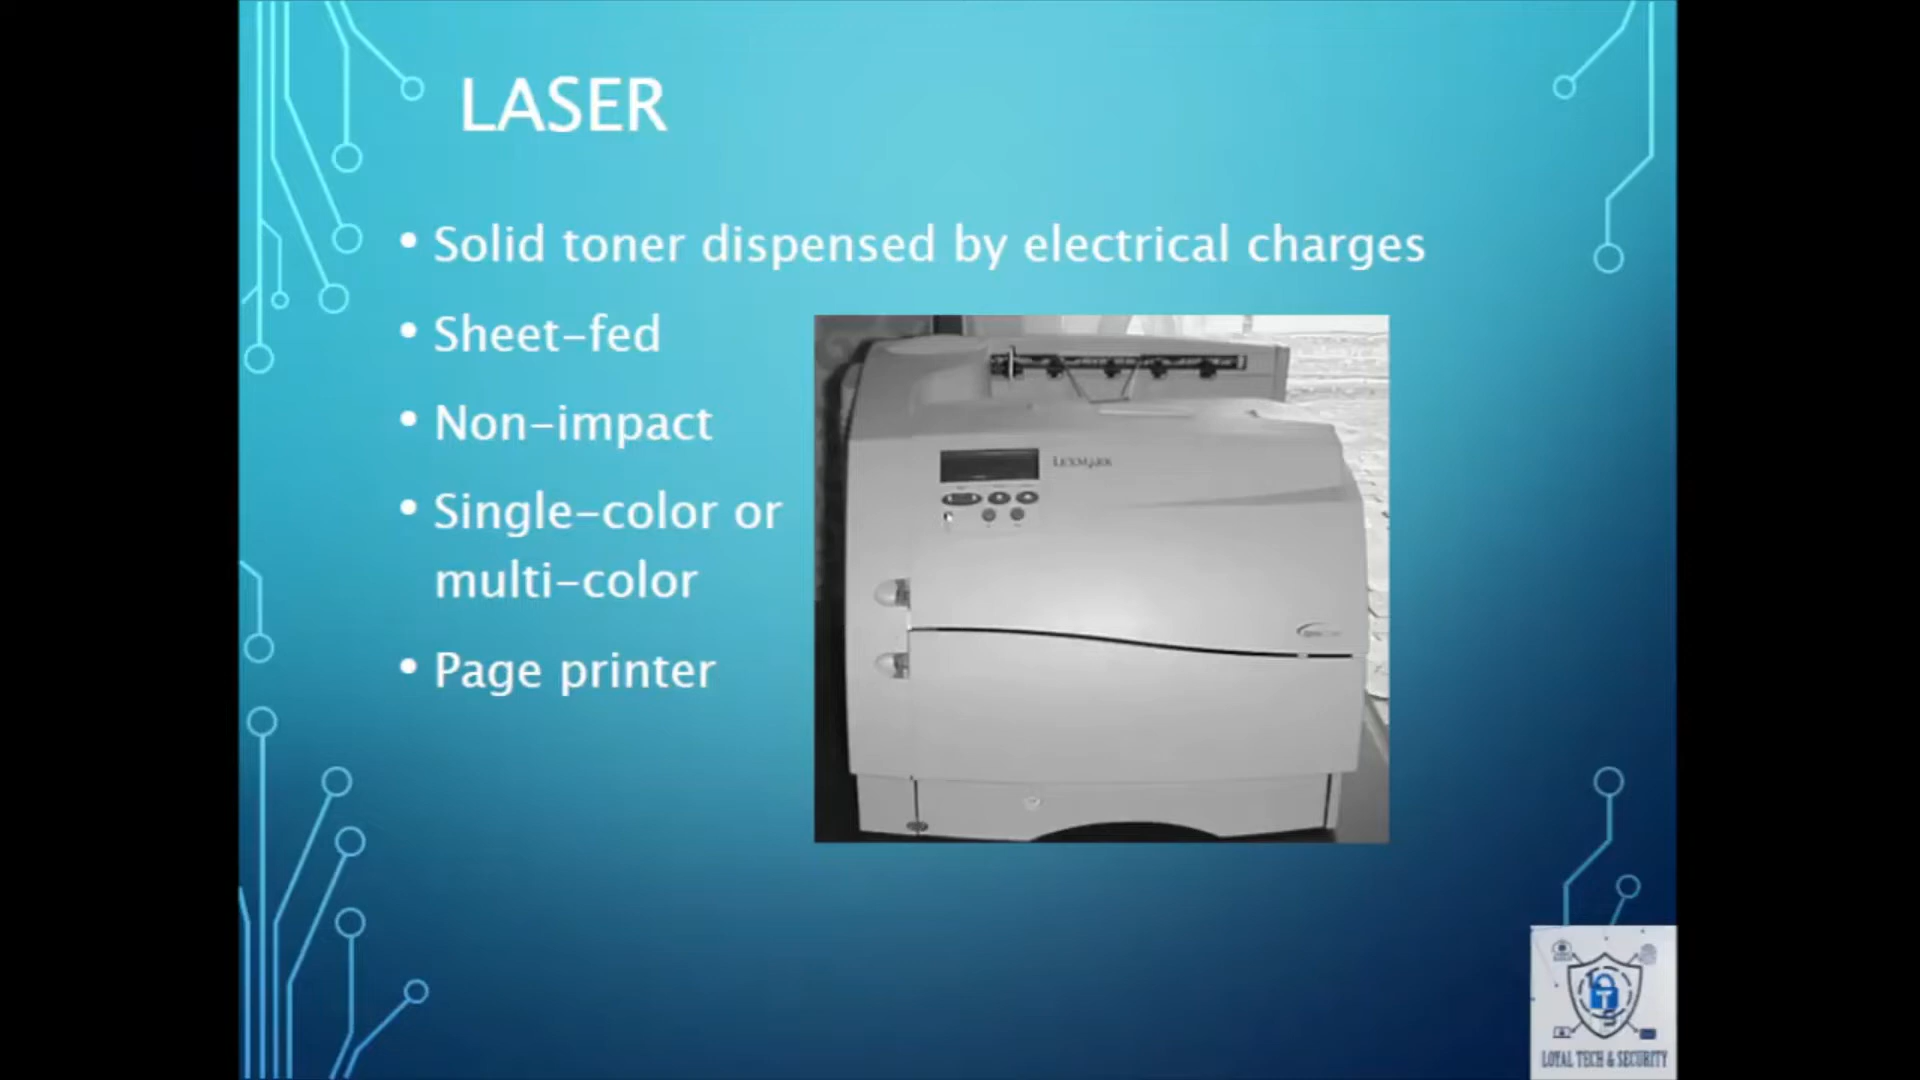 LASER
• Solid toner dispensed by electrical charges
• Sheet-fed
• Non-impact
• Single-color or
multi-color
• Page printer
LEXMARK
LOYAL TECH & SECURITY